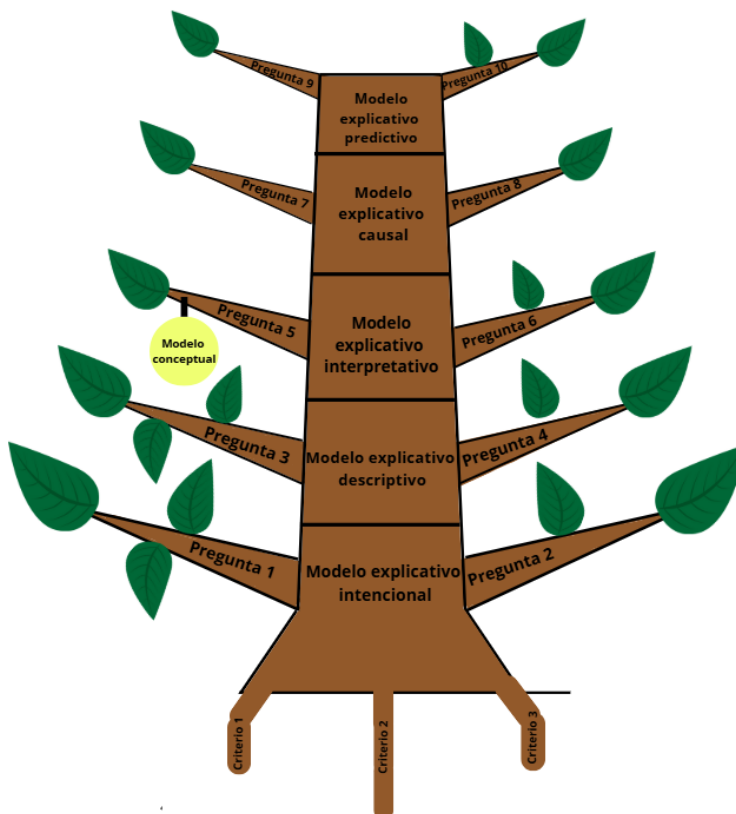 Pregunta 9
Pregunta 10
Modelo
explicativo
predictivo
Pregunta 7
Pregunta 8
Modelo
explicativo
causal
Pregunta 5
Pregunta 6
Modelo
explicativo
interpretativo
Modelo
conceptual
Pregunta 3
Pregunta 4
Modelo explicativo
descriptivo
Pregunta 1
Pregunta 2
Modelo explicativo
intencional
Criterio 1
Criterio 2
Criterio 3